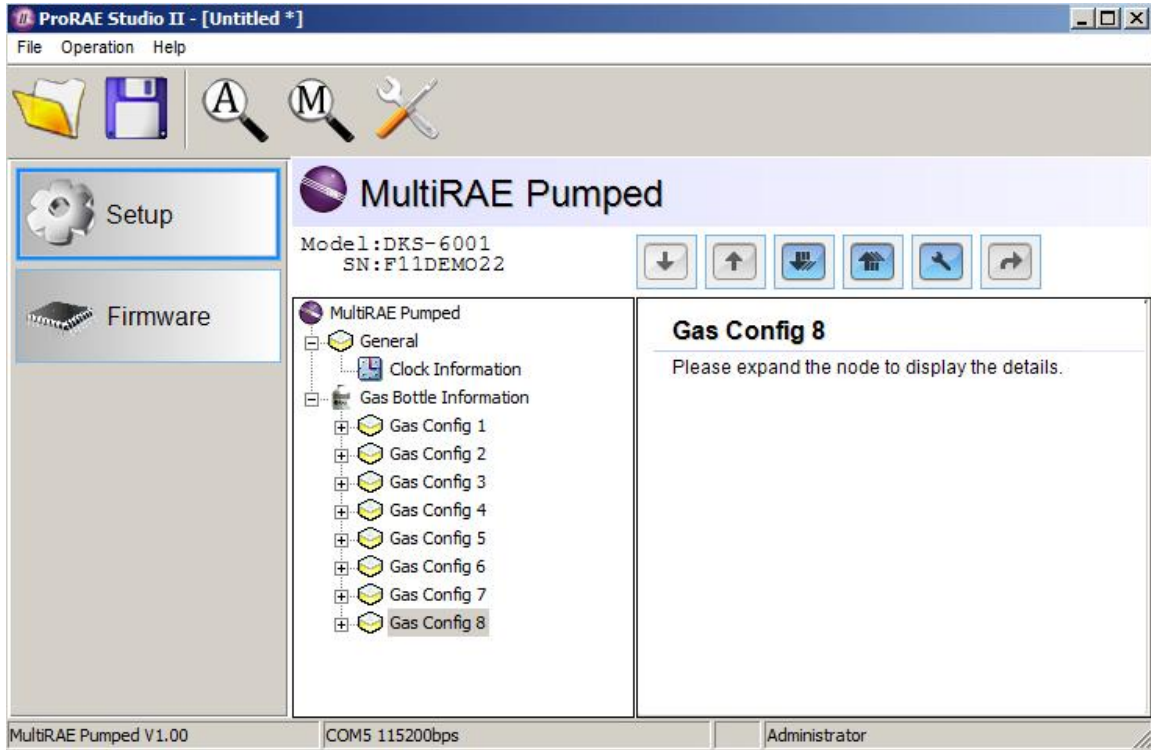 ProRAE Studio II - [Untitled *]
File Operation Help
A M
Setup
Firmware
MultiRAE Pumped
Model:DKS-6001
SN:F11DEMO22
MultiRAE Pumped
General
Clock Information
Gas Bottle Information
Gas Config 1
Gas Config 2
Gas Config 3
Gas Config 4
Gas Config 5
Gas Config 6
Gas Config 7
Gas Config 8
Gas Config 8
Please expand the node to display the details.
MultiRAE Pumped V1.00 COM5 115200bps Administrator